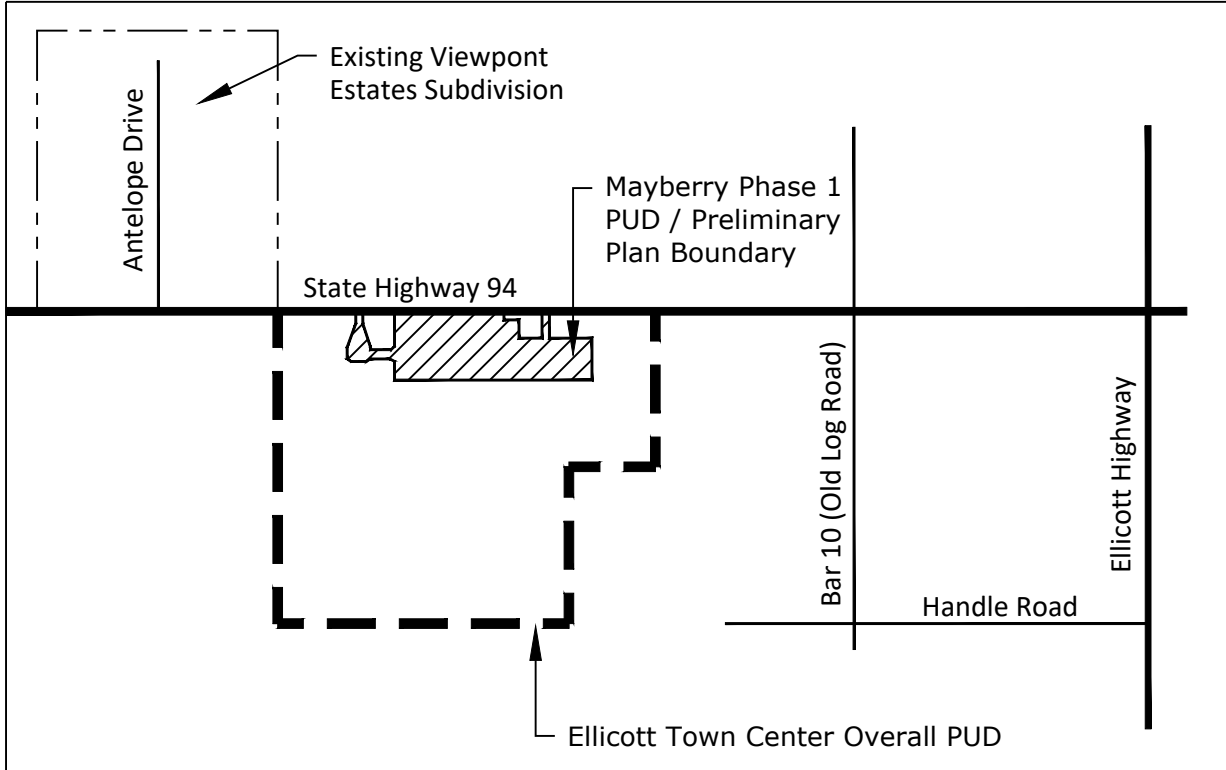 Existing Viewpont
Estates Subdivision
Antelope Drive
Mayberry Phase 1
PUD / Preliminary
Plan Boundary
State Highway 94
Bar 10 (Old Log Road)
Ellicott Highway
Handle Road
Ellicott Town Center Overall PUD